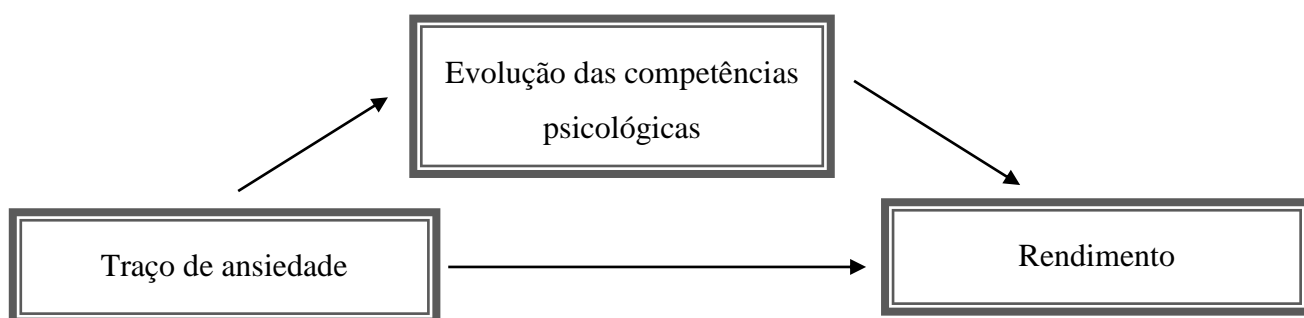 Evolução das competências
psicológicas
Traço de ansiedade
Rendimento